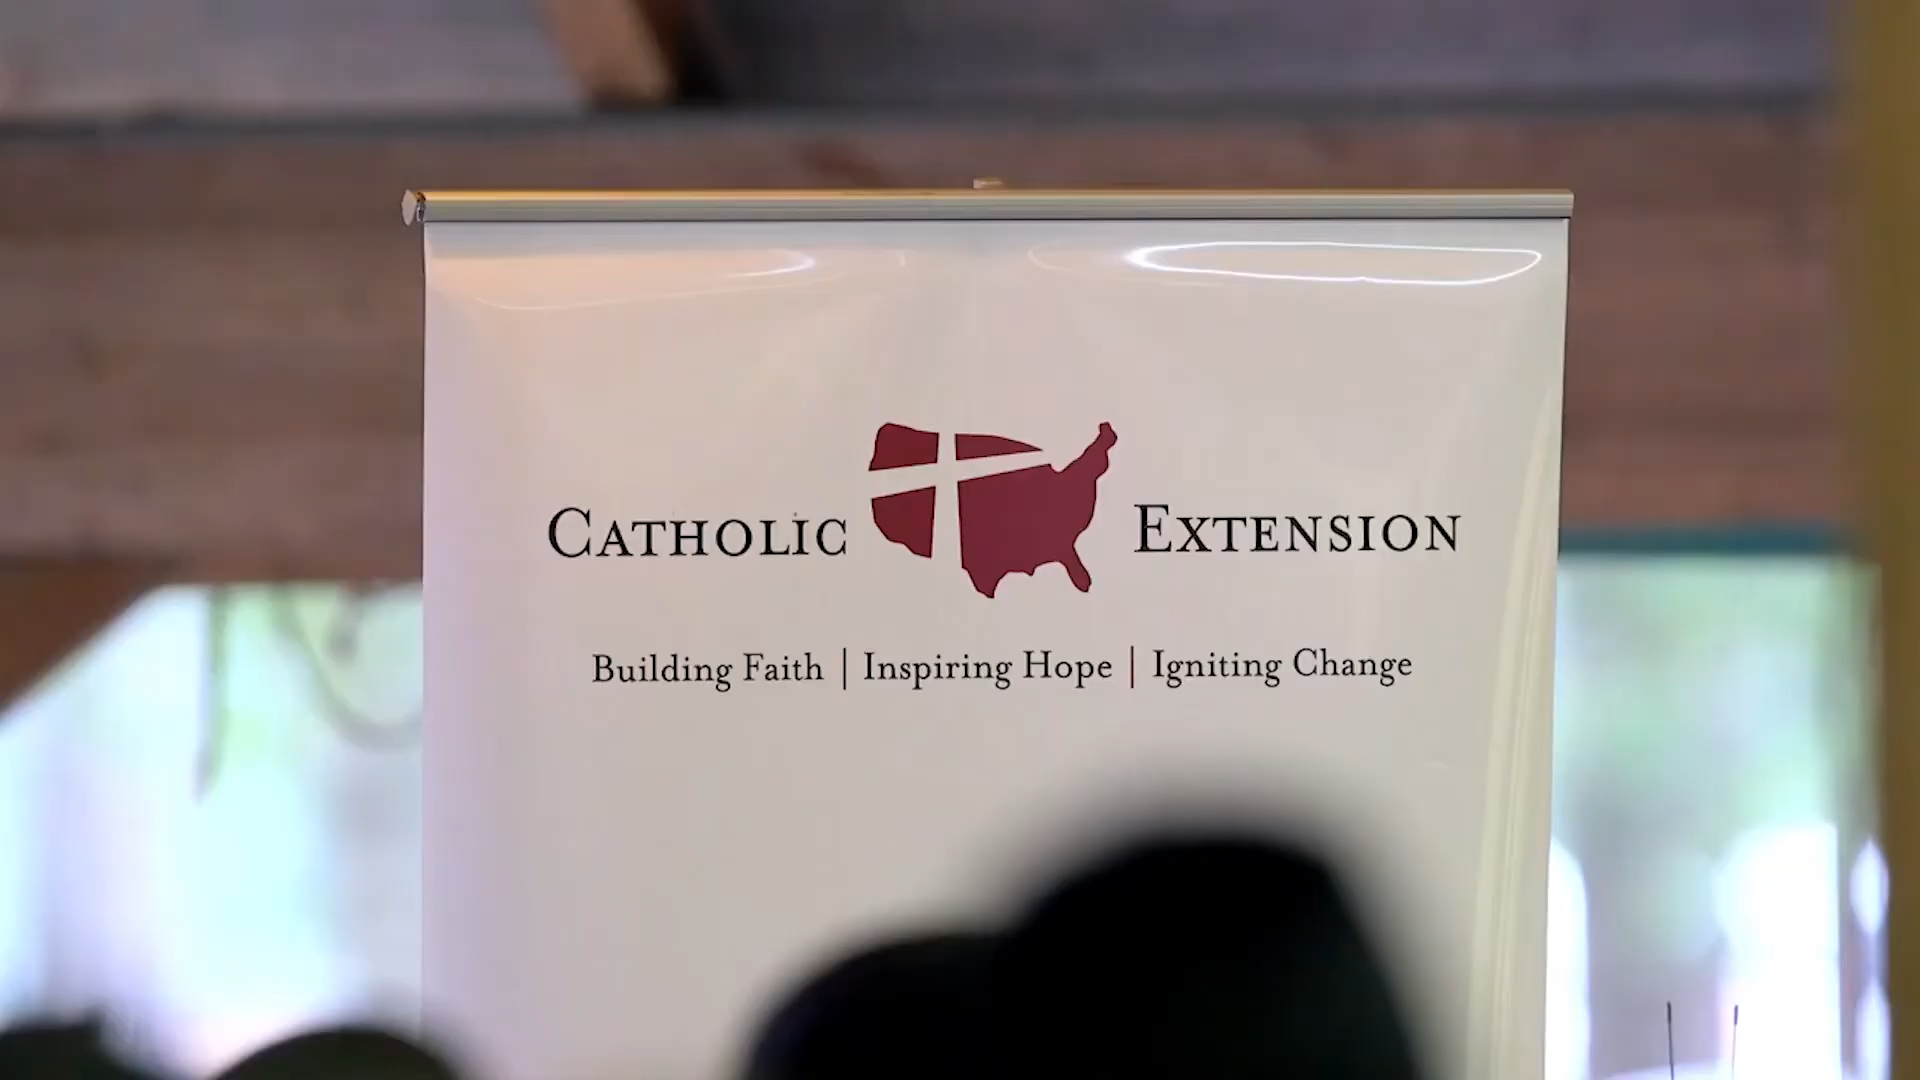 CATHOLIC EXTENSION
Building Faith | Inspiring Hope | Igniting Change